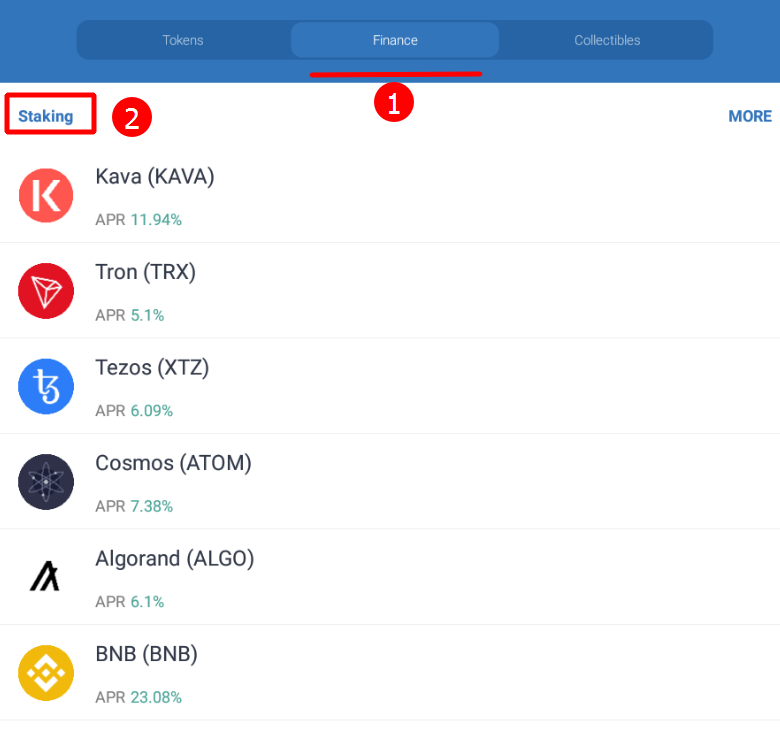 Tokens Finance Collectibles
1
Staking 2 MORE
Kava (KAVA)
APR 11.94%
Tron (TRX)
APR 5.1%
Tezos (XTZ)
APR 6.09%
Cosmos (ATOM)
APR 7.38%
Algorand (ALGO)
APR 6.1%
BNB (BNB)
APR 23.08%